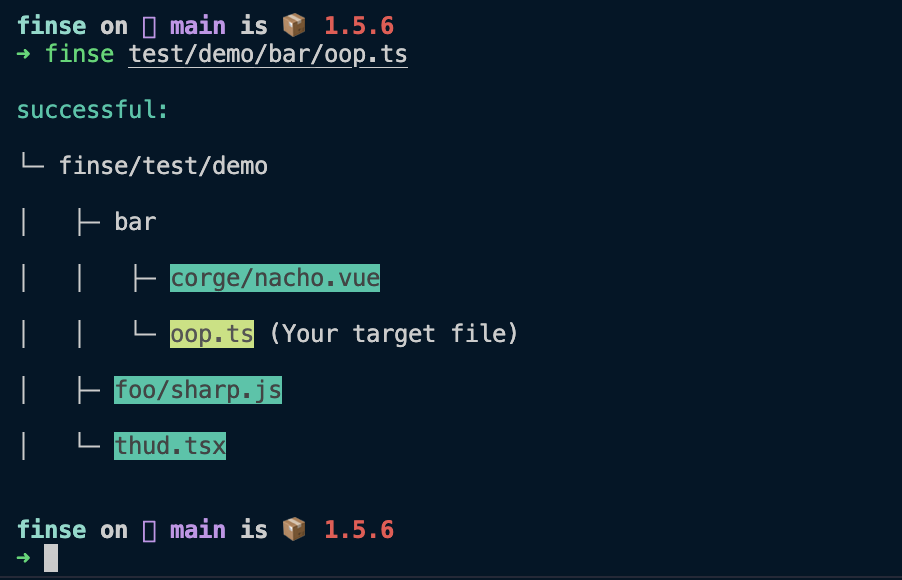 finse on  main is 📦 1.5.6
➜ finse test/demo/bar/oop.ts
successful:
└─ finse/test/demo
│   ├─ bar
│   │   ├─ corge/nacho.vue
│   │   └─ oop.ts (Your target file)
│   ├─ foo/sharp.js
│   └─ thud.tsx
finse on  main is 📦 1.5.6
➜